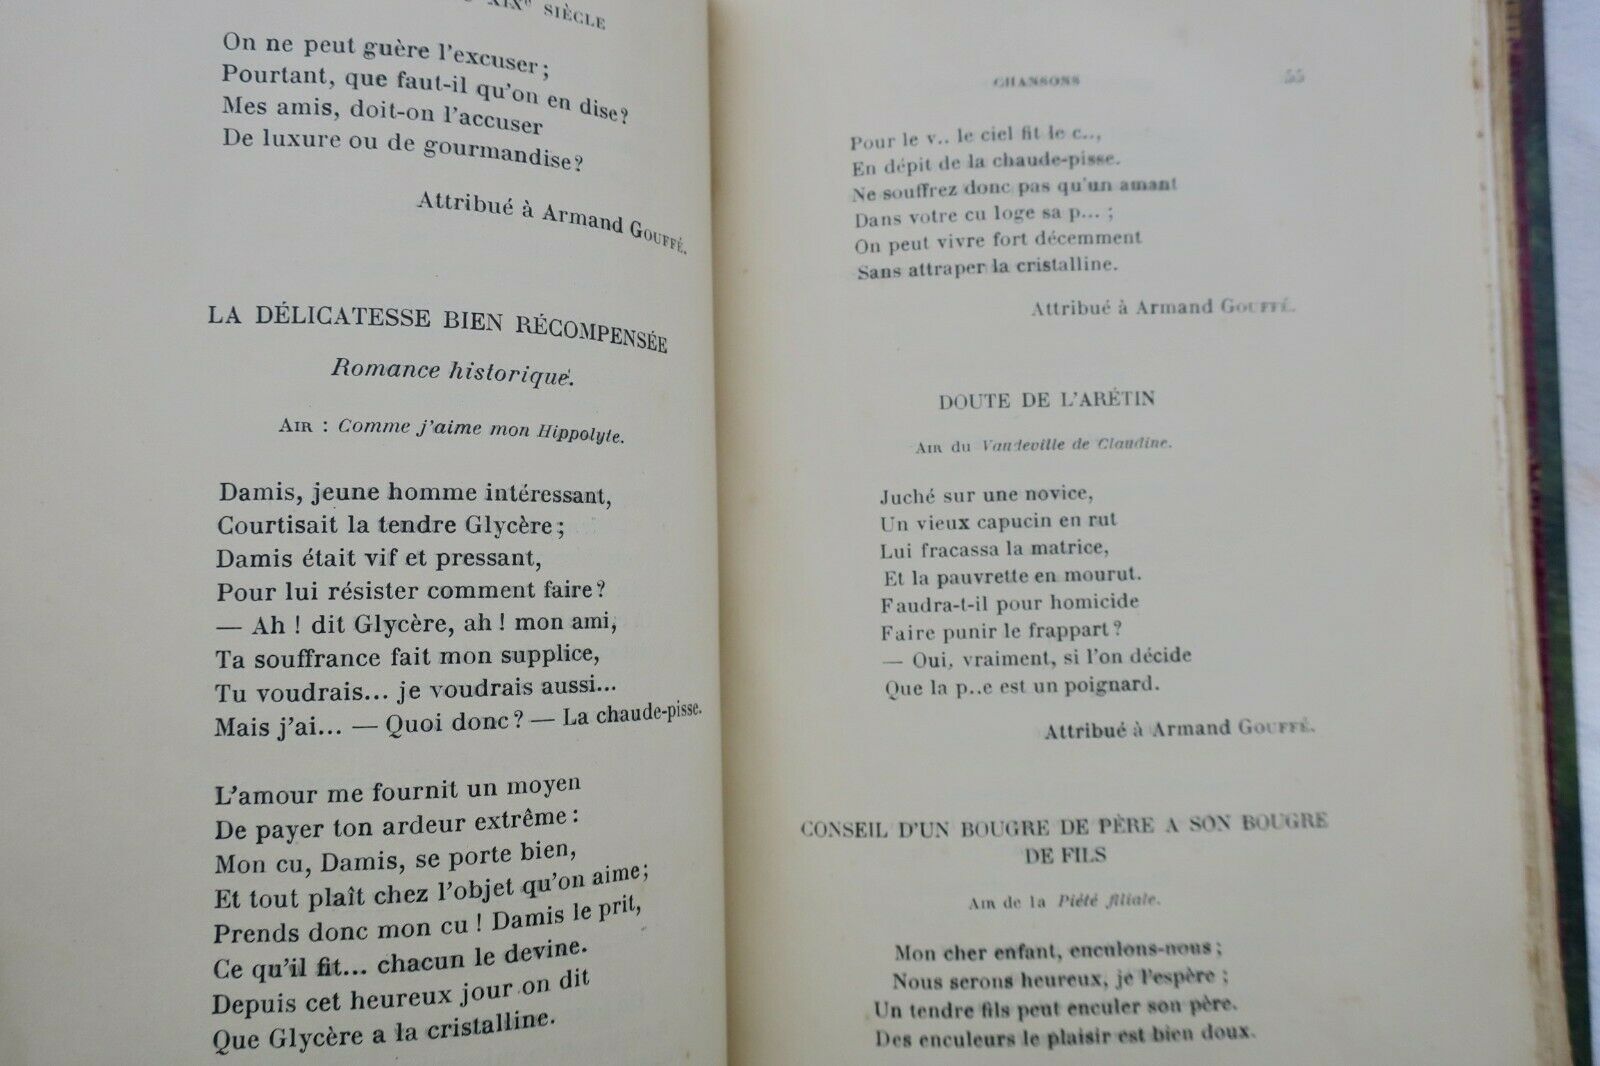 XIXe SIÈCLE
On ne peut guère l'excuser;
Pourtant, que faut-il qu'on en dise?
Mes amis, doit-on l'accuser
De luxure ou de gourmandise?
Attribué à Armand GOUFFÉ.
LA DÉLICATESSE BIEN RÉCOMPENSÉE
Romance historique.
AIR : Comme j'aime mon Hippolyte.
Damis, jeune homme intéressant,
Courtisait la tendre Glycère;
Damis était vif et pressant,
Pour lui résister comment faire?
— Ah ! dit Glycère, ah ! mon ami,
Ta souffrance fait mon supplice,
Tu voudrais... je voudrais aussi...
Mais j'ai... — Quoi donc? — La chaude-pisse.
L'amour me fournit un moyen
De payer ton ardeur extrême:
Mon cu, Damis, se porte bien,
Et tout plaît chez l'objet qu'on aime;
Prends donc mon cu ! Damis le prit,
Ce qu'il fit... chacun le devine.
Depuis cet heureux jour on dit
Que Glycère a la cristalline.
CHANSONS 55
Pour le v.. le ciel fit le c..,
En dépit de la chaude-pisse.
Ne souffrez donc pas qu'un amant
Dans votre cu loge sa p... ;
On peut vivre fort décemment
Sans attraper la cristalline.
Attribué à Armand GOUFFÉ.
DOUTE DE L'ARÉTIN
AIR du Vaudeville de Claudine.
Juché sur une novice,
Un vieux capucin en rut
Lui fracassa la matrice,
Et la pauvrette en mourut.
Faudra-t-il pour homicide
Faire punir le frappart?
— Oui, vraiment, si l'on décide
Que la p..e est un poignard.
Attribué à Armand GOUFFÉ.
CONSEIL D'UN BOUGRE DE PÈRE A SON BOUGRE
DE FILS
AIR de la Piété filiale.
Mon cher enfant, enculons-nous;
Nous serons heureux, je l'espère;
Un tendre fils peut enculer son père.
Des enculeurs le plaisir est bien doux.